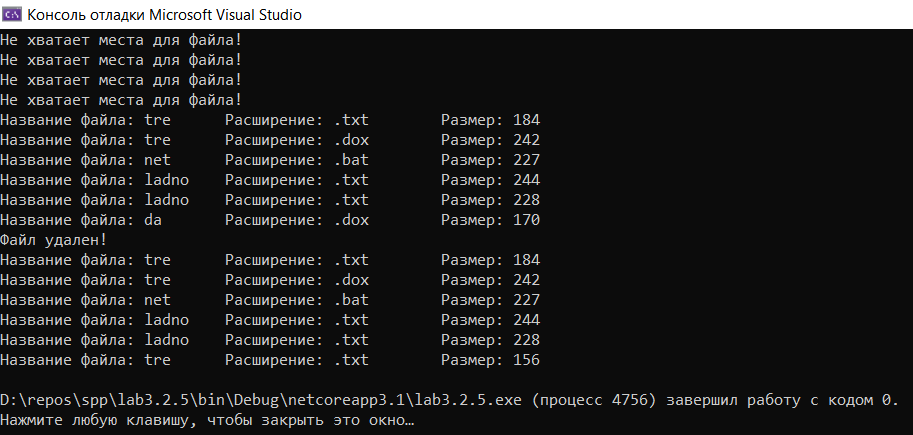 Консоль отладки Microsoft Visual Studio
Не хватает места для файла!
Не хватает места для файла!
Не хватает места для файла!
Не хватает места для файла!
Название файла: tre Расширение: .txt Размер: 184
Название файла: tre Расширение: .dox Размер: 242
Название файла: net Расширение: .bat Размер: 227
Название файла: ladno Расширение: .txt Размер: 244
Название файла: ladno Расширение: .txt Размер: 228
Название файла: da Расширение: .dox Размер: 170
Файл удален!
Название файла: tre Расширение: .txt Размер: 184
Название файла: tre Расширение: .dox Размер: 242
Название файла: net Расширение: .bat Размер: 227
Название файла: ladno Расширение: .txt Размер: 244
Название файла: ladno Расширение: .txt Размер: 228
Название файла: tre Расширение: .txt Размер: 156
D:\repos\spp\lab3.2.5\bin\Debug\netcoreapp3.1\lab3.2.5.exe (процесс 4756) завершил работу с кодом 0.
Нажмите любую клавишу, чтобы закрыть это окно…